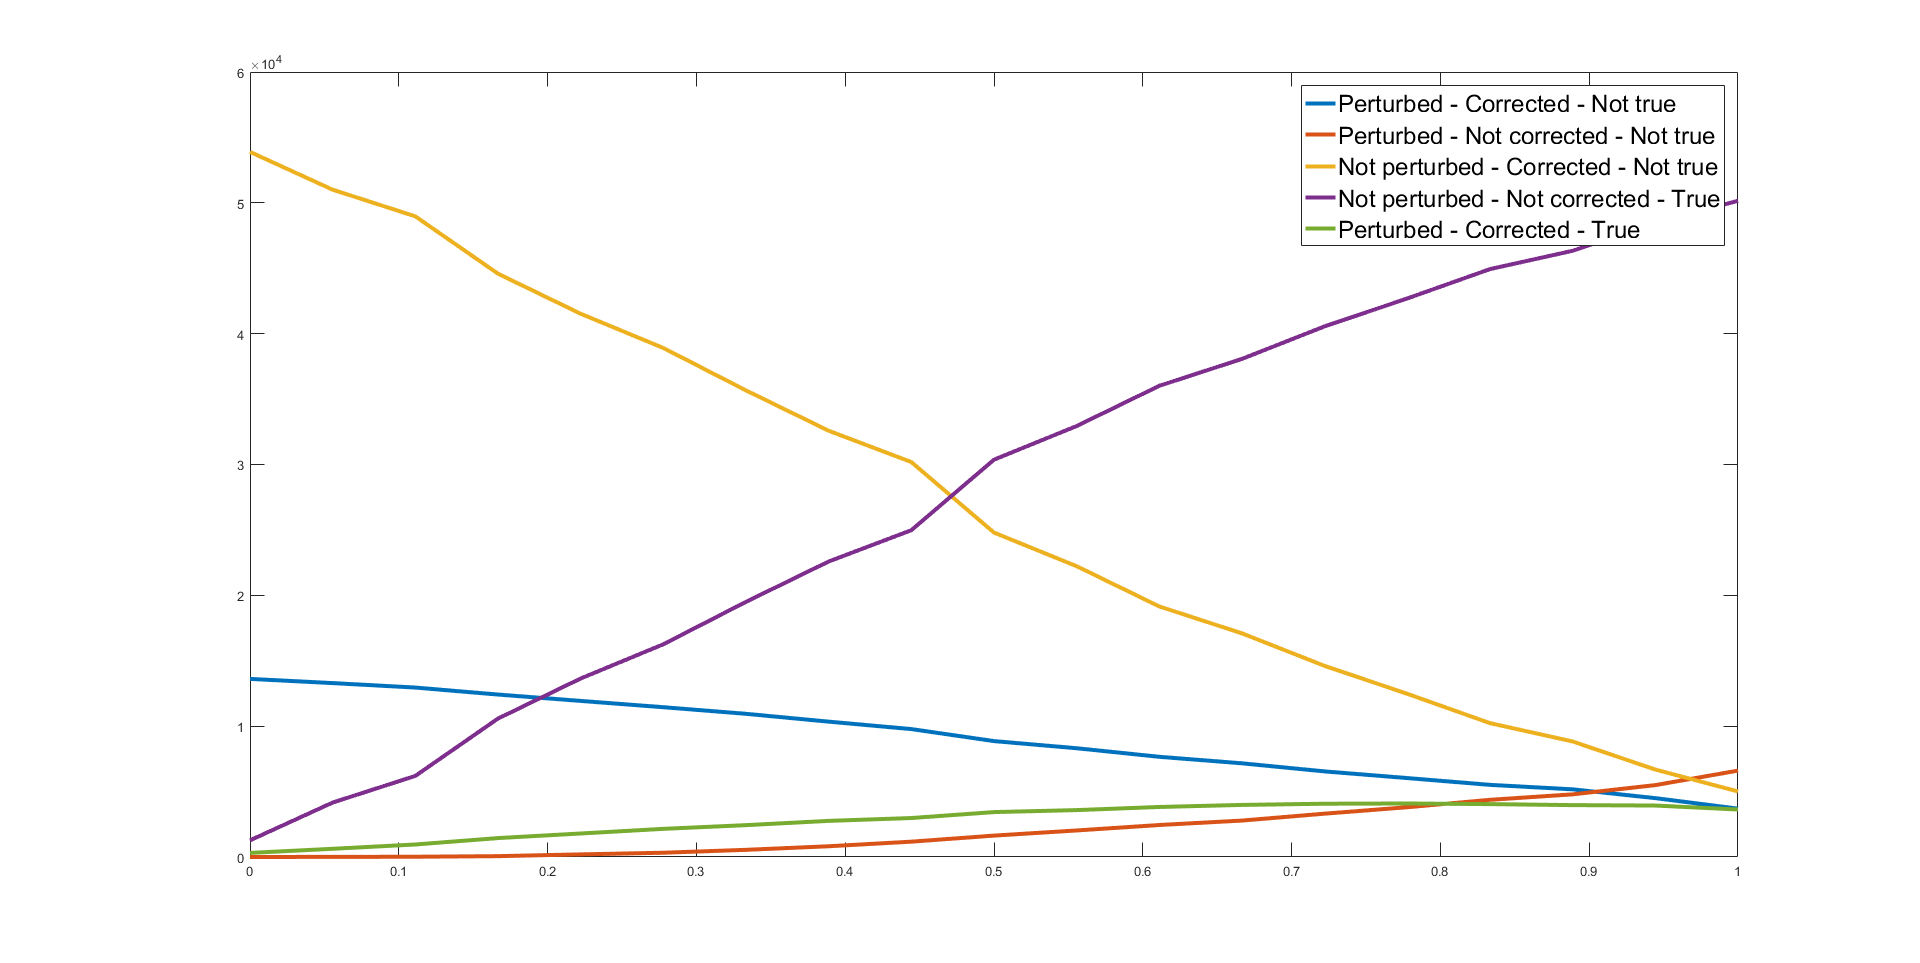 ×10⁴
6
5
4
3
2
1
0
0 0.1 0.2 0.3 0.4 0.5 0.6 0.7 0.8 0.9 1
Perturbed - Corrected - Not true
Perturbed - Not corrected - Not true
Not perturbed - Corrected - Not true
Not perturbed - Not corrected - True
Perturbed - Corrected - True